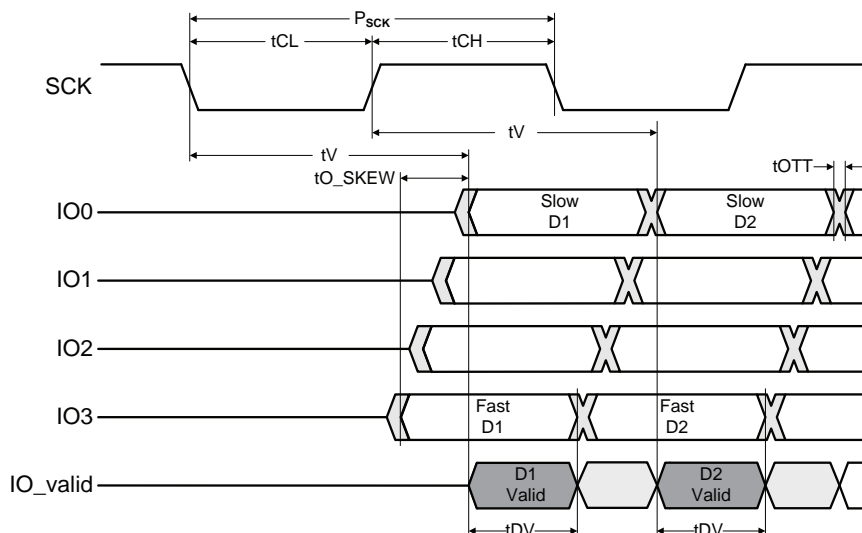 PSCK
tCL
tCH
SCK
tV
tV
tO_SKEW
tOTT
IO0
Slow
D1
Slow
D2
IO1
IO2
IO3
Fast
D1
Fast
D2
IO_valid
D1
Valid
D2
Valid
tDV
tDV